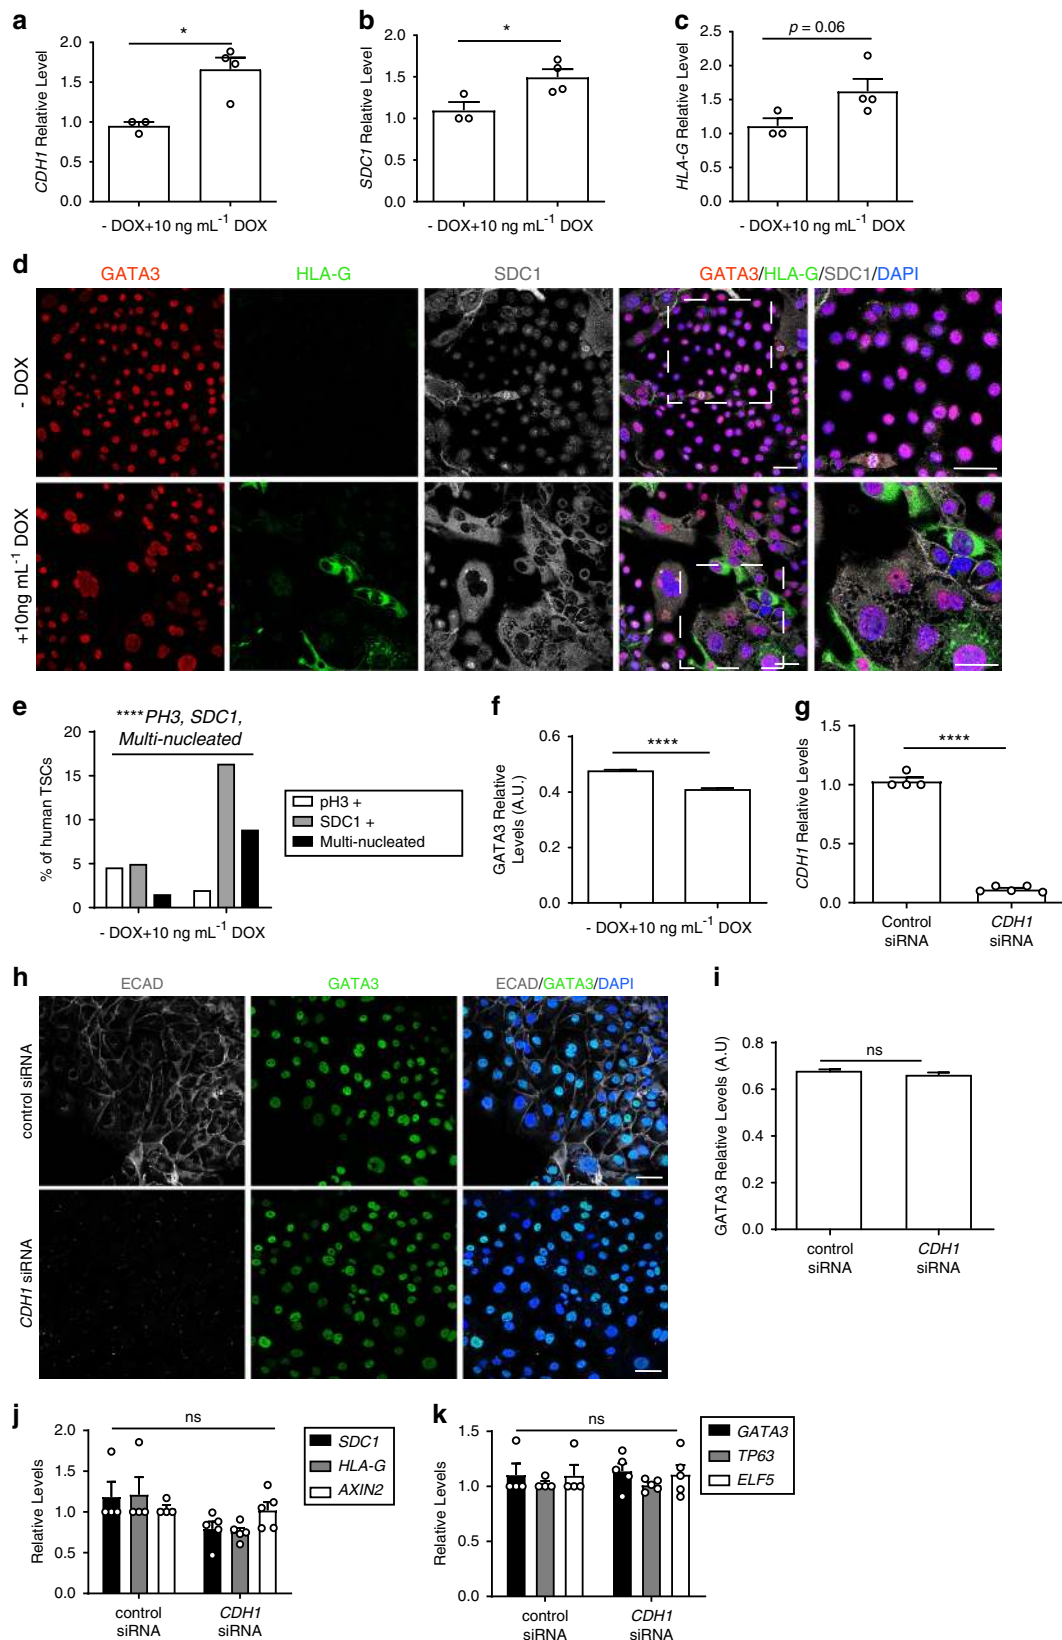 a
CDH1 Relative Level
2.0
1.5
1.0
0.5
0.0
*
- DOX+10 ng mL-1 DOX
b
SDC1 Relative Level
2.0
1.5
1.0
0.5
0.0
*
- DOX+10 ng mL-1 DOX
c
HLA-G Relative Level
2.5
2.0
1.5
1.0
0.5
0.0
p = 0.06
- DOX+10 ng mL-1 DOX
d
GATA3
HLA-G
SDC1
GATA3/HLA-G/SDC1/DAPI
- DOX
+10ng mL-1 DOX
e
% of human TSCs
20
15
10
5
0
****PH3, SDC1,
Multi-nucleated
- DOX+10 ng mL-1 DOX
pH3 +
SDC1 +
Multi-nucleated
f
GATA3 Relative
Levels (A.U.)
0.6
0.4
0.2
0.0
****
- DOX+10 ng mL-1 DOX
g
CDH1 Relative Levels
1.5
1.0
0.5
0.0
****
Control
siRNA
CDH1
siRNA
h
ECAD
GATA3
ECAD/GATA3/DAPI
control siRNA
CDH1 siRNA
i
GATA3 Relative Levels (A.U)
0.8
0.6
0.4
0.2
0.0
ns
control
siRNA
CDH1
siRNA
j
Relative Levels
2.0
1.5
1.0
0.5
0.0
ns
control
siRNA
CDH1
siRNA
SDC1
HLA-G
AXIN2
k
Relative Levels
1.5
1.0
0.5
0.0
ns
control
siRNA
CDH1
siRNA
GATA3
TP63
ELF5